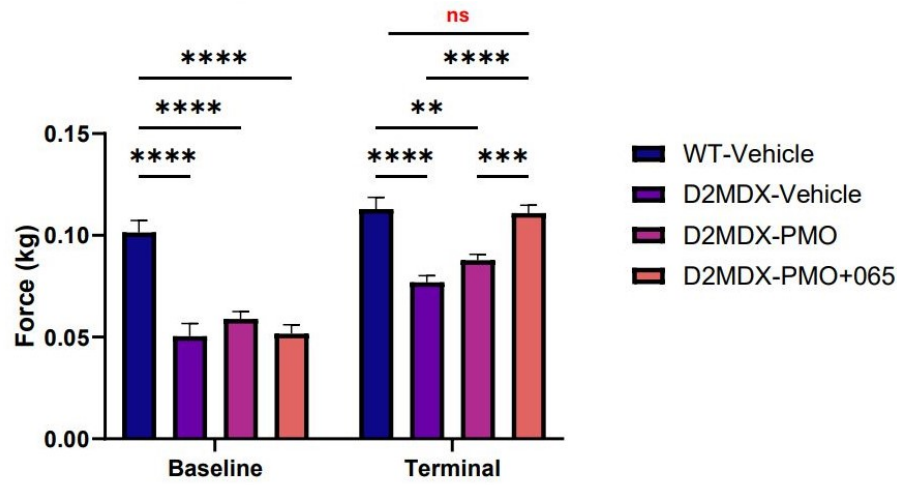 ns
**** ****
**** **
0.15
**** **** ***
WT-Vehicle
D2MDX-Vehicle
0.10
D2MDX-PMO
D2MDX-PMO+065
Force (kg)
0.05
0.00
Baseline Terminal